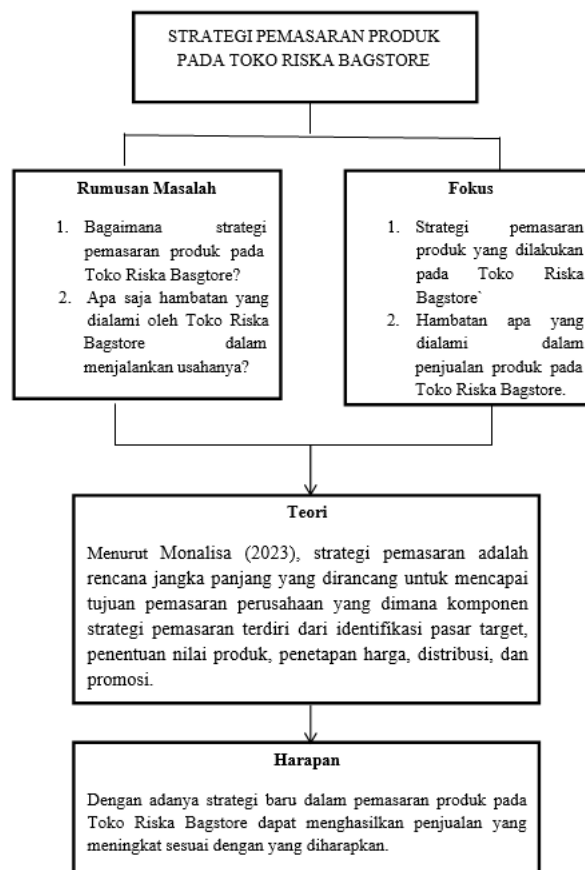 STRATEGI PEMASARAN PRODUK
PADA TOKO RISKA BAGSTORE
Rumusan Masalah
1. Bagaimana strategi
pemasaran produk pada
Toko Riska Basgtore?
2. Apa saja hambatan yang
dialami oleh Toko Riska
Bagstore dalam
menjalankan usahanya?
Fokus
1. Strategi pemasaran
produk yang dilakukan
pada Toko Riska
Bagstore`
2. Hambatan apa yang
dialami dalam
penjualan produk pada
Toko Riska Bagstore.
Teori
Menurut Monalisa (2023), strategi pemasaran adalah
rencana jangka panjang yang dirancang untuk mencapai
tujuan pemasaran perusahaan yang dimana komponen
strategi pemasaran terdiri dari identifikasi pasar target,
penentuan nilai produk, penetapan harga, distribusi, dan
promosi.
Harapan
Dengan adanya strategi baru dalam pemasaran produk pada
Toko Riska Bagstore dapat menghasilkan penjualan yang
meningkat sesuai dengan yang diharapkan.